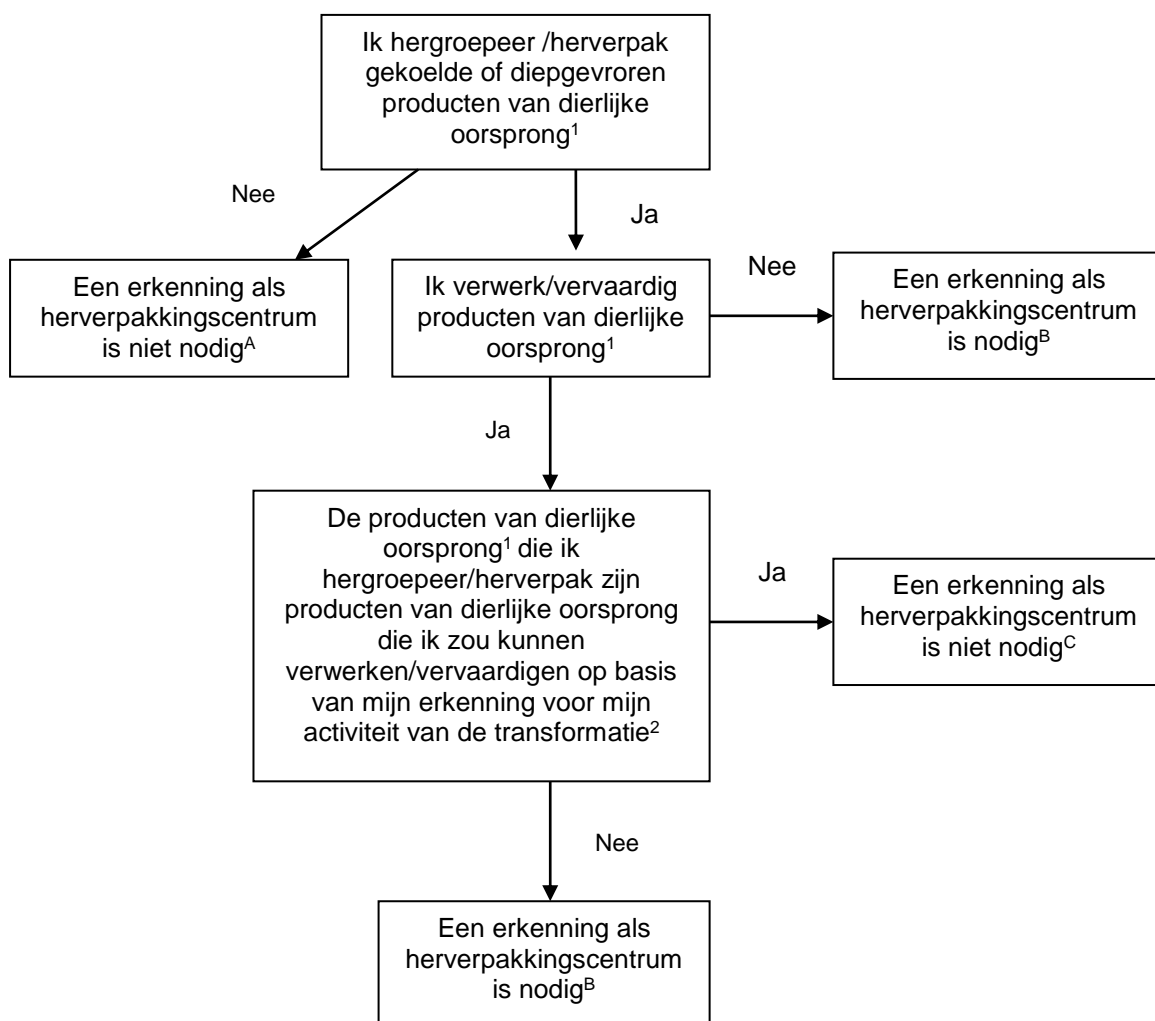 Ik hergroepeer /herverpak
gekoelde of diepgevroren
producten van dierlijke
oorsprong¹
Nee
Ja
Een erkenning als
herverpakkingscentrum
is niet nodigᴬ
Ik verwerk/vervaardig
producten van dierlijke
oorsprong¹
Nee
Een erkenning als
herverpakkingscentrum
is nodigᴮ
Ja
De producten van dierlijke
oorsprong¹ die ik
hergroepeer/herverpak zijn
producten van dierlijke oorsprong
die ik zou kunnen
verwerken/vervaardigen op basis
van mijn erkenning voor mijn
activiteit van de transformatie²
Ja
Een erkenning als
herverpakkingscentrum
is niet nodigᶜ
Nee
Een erkenning als
herverpakkingscentrum
is nodigᴮ